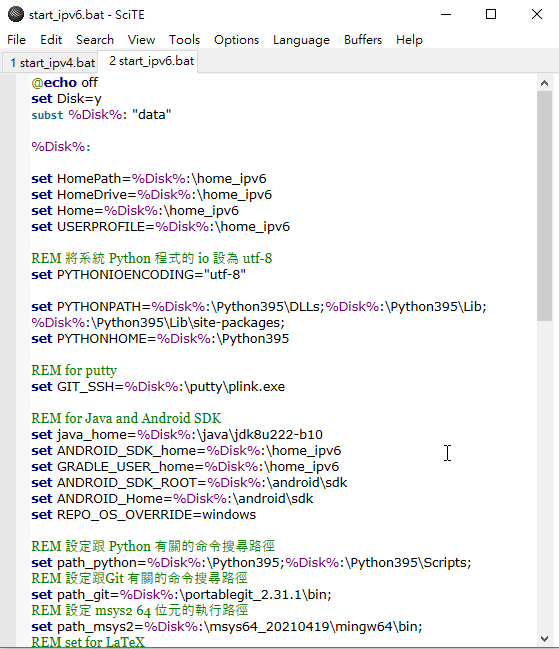 start_ipv6.bat - SciTE
File Edit Search View Tools Options Language Buffers Help
1 start_ipv4.bat 2 start_ipv6.bat
@echo off
set Disk=y
subst %Disk%: "data"
%Disk%:
set HomePath=%Disk%:\home_ipv6
set HomeDrive=%Disk%:\home_ipv6
set Home=%Disk%:\home_ipv6
set USERPROFILE=%Disk%:\home_ipv6
REM 將系統 Python 程式的 io 設為 utf-8
set PYTHONIOENCODING="utf-8"
set PYTHONPATH=%Disk%:\Python395\DLLs;%Disk%:\Python395\Lib;
%Disk%:\Python395\Lib\site-packages;
set PYTHONHOME=%Disk%:\Python395
REM for putty
set GIT_SSH=%Disk%:\putty\plink.exe
REM for Java and Android SDK
set java_home=%Disk%:\java\jdk8u222-b10
set ANDROID_SDK_home=%Disk%:\home_ipv6
set GRADLE_USER_home=%Disk%:\home_ipv6
set ANDROID_SDK_ROOT=%Disk%:\android\sdk
set ANDROID_Home=%Disk%:\android\sdk
set REPO_OS_OVERRIDE=windows
REM 設定跟 Python 有關的命令搜尋路徑
set path_python=%Disk%:\Python395;%Disk%:\Python395\Scripts;
REM 設定跟Git 有關的命令搜尋路徑
set path_git=%Disk%:\portablegit_2.31.1\bin;
REM 設定 msys2 64 位元的執行路徑
set path_msys2=%Disk%:\msys64_20210419\mingw64\bin;
REM set for LaTeX